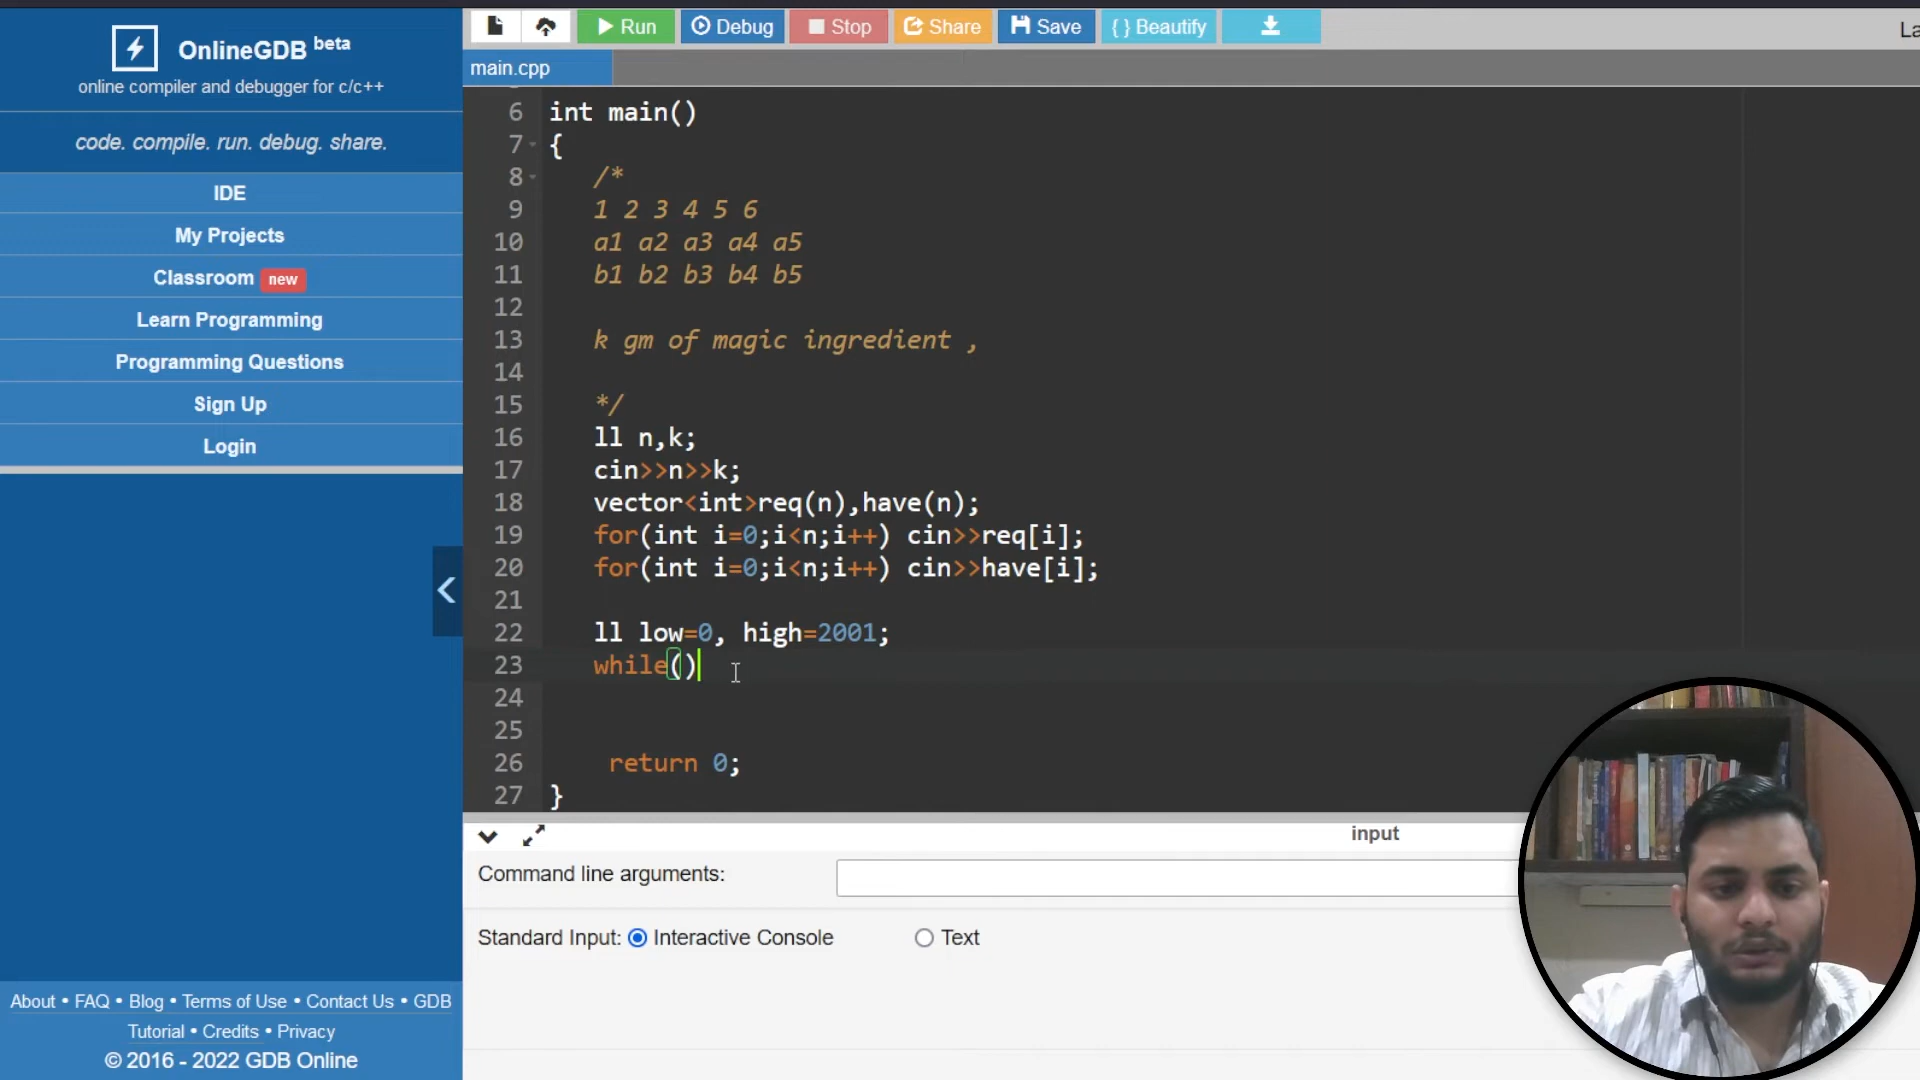 OnlineGDB beta
online compiler and debugger for c/c++
code. compile. run. debug. share.
IDE
My Projects
Classroom new
Learn Programming
Programming Questions
Sign Up
Login
About • FAQ • Blog • Terms of Use • Contact Us • GDB
Tutorial • Credits • Privacy
© 2016 - 2022 GDB Online
Run Debug Stop Share Save { } Beautify
La
main.cpp
6 int main()
7 {
8 /*
9 1 2 3 4 5 6
10 a1 a2 a3 a4 a5
11 b1 b2 b3 b4 b5
12
13 k gm of magic ingredient ,
14
15 */
16 ll n,k;
17 cin>>n>>k;
18 vector<int>req(n),have(n);
19 for(int i=0;i<n;i++) cin>>req[i];
20 for(int i=0;i<n;i++) cin>>have[i];
21
22 ll low=0, high=2001;
23 while()
24
25
26 return 0;
27 }
input
Command line arguments:
Standard Input: Interactive Console Text